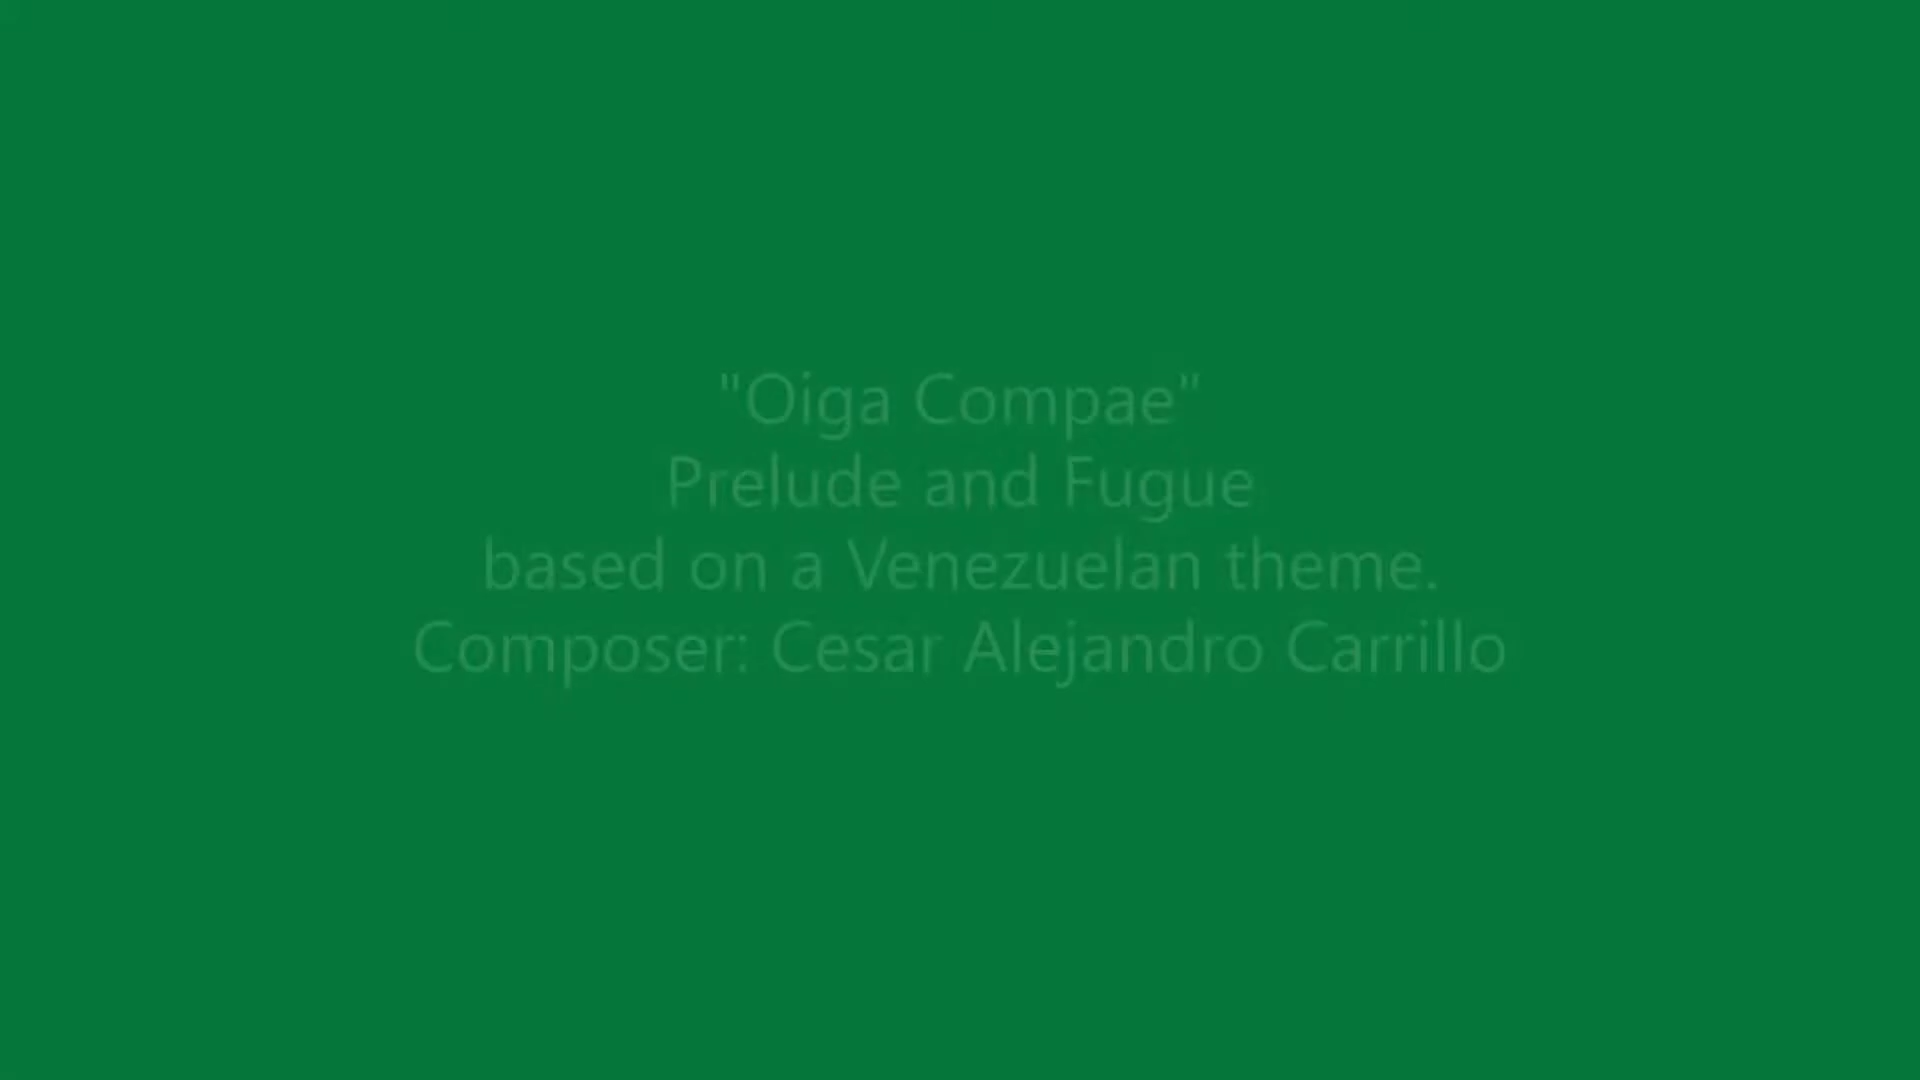 "Oiga Compae"
Prelude and Fugue
based on a Venezuelan theme.
Composer: Cesar Alejandro Carrillo